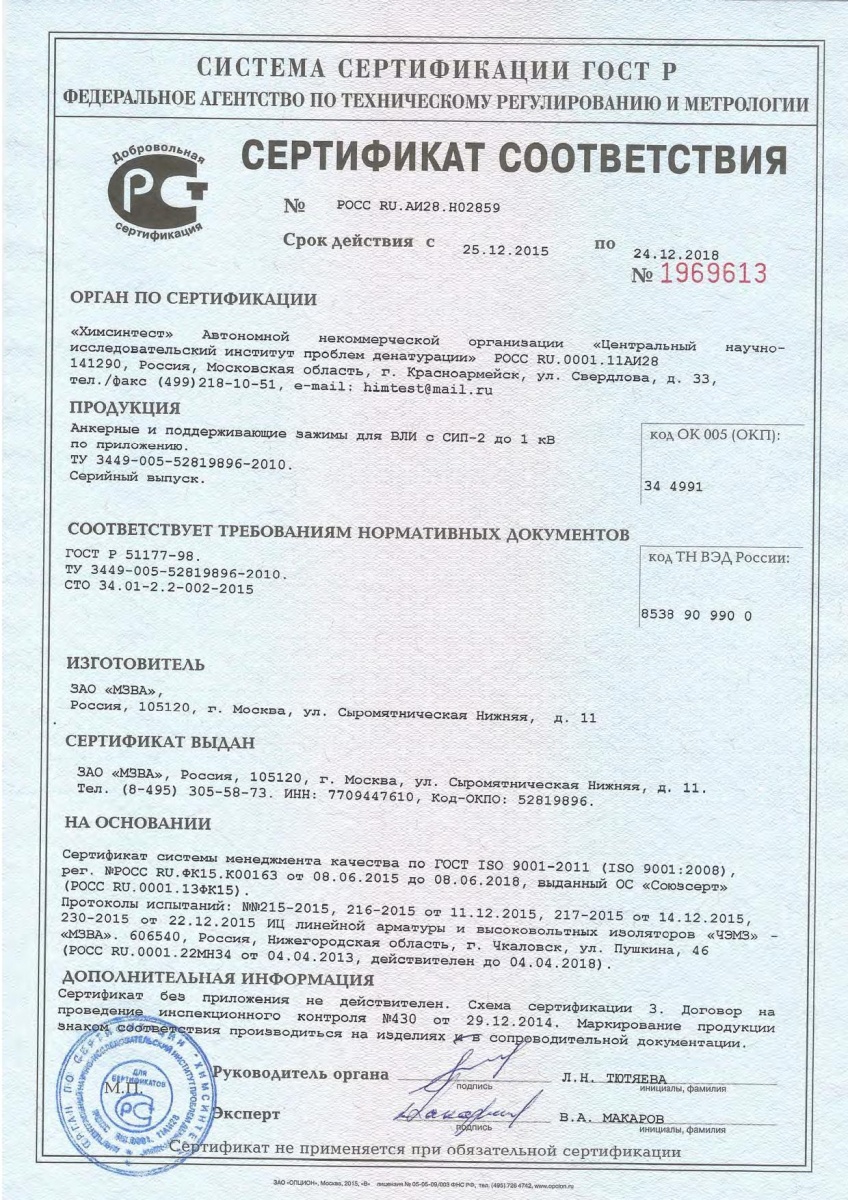 СИСТЕМА СЕРТИФИКАЦИИ ГОСТ Р
ФЕДЕРАЛЬНОЕ АГЕНТСТВО ПО ТЕХНИЧЕСКОМУ РЕГУЛИРОВАНИЮ И МЕТРОЛОГИИ
СЕРТИФИКАТ СООТВЕТСТВИЯ
Добровольная
РСТ
сертификация
№ РОСС RU.АИ28.Н02859
Срок действия с 25.12.2015 по 24.12.2018
№ 1969613
ОРГАН ПО СЕРТИФИКАЦИИ
«Химсинтест» Автономной некоммерческой организации «Центральный научно-
исследовательский институт проблем денатурации» РОСС RU.0001.11АИ28
141290, Россия, Московская область, г. Красноармейск, ул. Свердлова, д. 33,
тел./факс (499)218-10-51, e-mail: himtest@mail.ru
ПРОДУКЦИЯ
Анкерные и поддерживающие зажимы для ВЛИ с СИП-2 до 1 кВ
по приложению.
ТУ 3449-005-52819896-2010.
Серийный выпуск.
код ОК 005 (ОКП):
34 4991
СООТВЕТСТВУЕТ ТРЕБОВАНИЯМ НОРМАТИВНЫХ ДОКУМЕНТОВ
ГОСТ Р 51177-98.
ТУ 3449-005-52819896-2010.
СТО 34.01-2.2-002-2015
код ТН ВЭД России:
8538 90 990 0
ИЗГОТОВИТЕЛЬ
ЗАО «МЗВА»,
Россия, 105120, г. Москва, ул. Сыромятническая Нижняя, д. 11
СЕРТИФИКАТ ВЫДАН
ЗАО «МЗВА», Россия, 105120, г. Москва, ул. Сыромятническая Нижняя, д. 11.
Тел. (8-495) 305-58-73. ИНН: 7709447610, Код-ОКПО: 52819896.
НА ОСНОВАНИИ
Сертификат системы менеджмента качества по ГОСТ ISO 9001-2011 (ISO 9001:2008),
рег. №РОСС RU.ФК15.К00163 от 08.06.2015 до 08.06.2018, выданный ОС «Союзсерт»
(РОСС RU.0001.13ФК15).
Протоколы испытаний: №№215-2015, 216-2015 от 11.12.2015, 217-2015 от 14.12.2015,
230-2015 от 22.12.2015 ИЦ линейной арматуры и высоковольтных изоляторов «ЧЭМЗ» –
«МЗВА». 606540, Россия, Нижегородская область, г. Чкаловск, ул. Пушкина, 46
(РОСС RU.0001.22МН34 от 04.04.2013, действителен до 04.04.2018).
ДОПОЛНИТЕЛЬНАЯ ИНФОРМАЦИЯ
Сертификат без приложения не действителен. Схема сертификации 3. Договор на
проведение инспекционного контроля №430 от 29.12.2014. Маркирование продукции
знаком соответствия производиться на изделиях и в сопроводительной документации.
М.П.
ДЛЯ
СЕРТИФИКАТОВ
Руководитель органа
подпись
Л.Н. ТЮТЯЕВА
инициалы, фамилия
Эксперт
подпись
В.А. МАКАРОВ
инициалы, фамилия
Сертификат не применяется при обязательной сертификации
ЗАО «ОПЦИОН», Москва, 2015, «В» лицензия № 05-05-09/003 ФНС РФ, тел. (495) 726 4742, www.opcion.ru